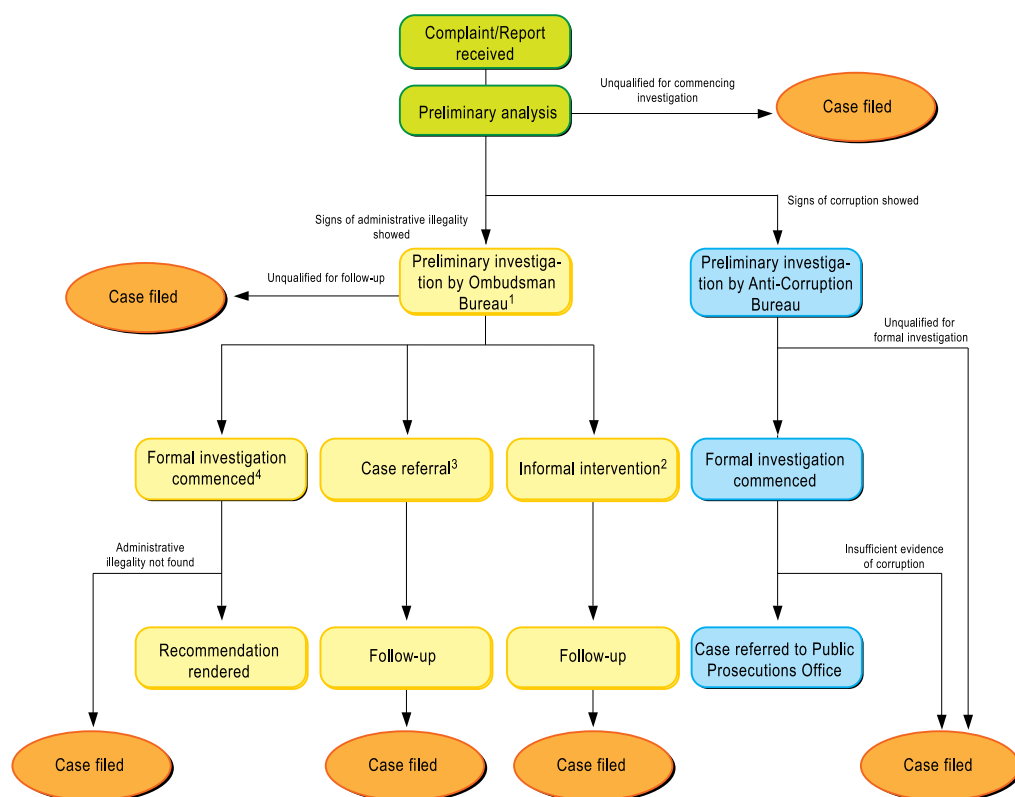 Complaint/Report
received
Preliminary analysis
Unqualified for commencing
investigation
Case filed
Signs of administrative illegality
showed
Signs of corruption showed
Preliminary investiga-
tion by Ombudsman
Bureau1
Unqualified for follow-up
Case filed
Preliminary investiga-
tion by Anti-Corruption
Bureau
Unqualified for
formal investigation
Formal investigation
commenced4
Case referral3
Informal intervention2
Formal investigation
commenced
Administrative
illegality not found
Insufficient evidence
of corruption
Recommendation
rendered
Follow-up
Follow-up
Case referred to Public
Prosecutions Office
Case filed
Case filed
Case filed
Case filed